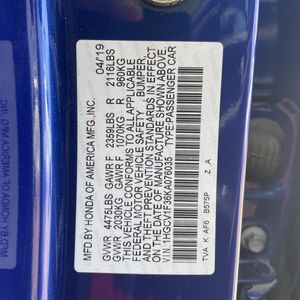 MFD BY HONDA OF AMERICA MFG., INC. 04/19
GVWR 4475LBS GAWR F 2359LBS R 2116LBS
GVWR 2030KG GAWR F 1070KG R 960KG
THIS VEHICLE CONFORMS TO ALL APPLICABLE
FEDERAL MOTOR VEHICLE SAFETY, BUMPER,
AND THEFT PREVENTION STANDARDS IN EFFECT
ON THE DATE OF MANUFACTURE SHOWN ABOVE.
V.I.N: 1HGCV1F36KA076035 TYPE:PASSENGER CAR
TVA K AF6 B575P Z A